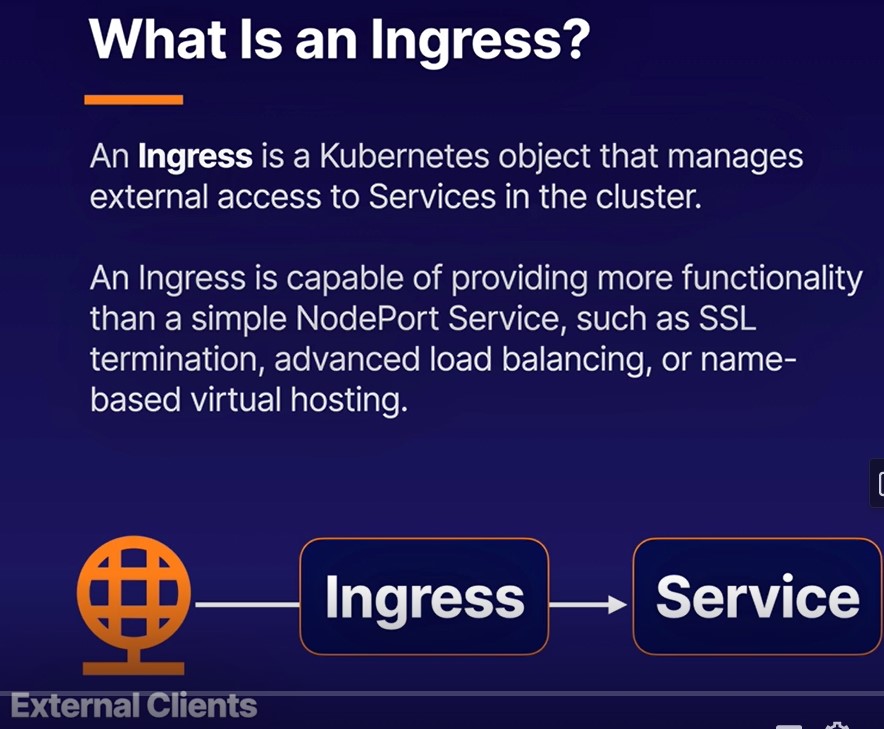 What Is an Ingress?
An Ingress is a Kubernetes object that manages
external access to Services in the cluster.
An Ingress is capable of providing more functionality
than a simple NodePort Service, such as SSL
termination, advanced load balancing, or name-
based virtual hosting.
Ingress
Service
External Clients